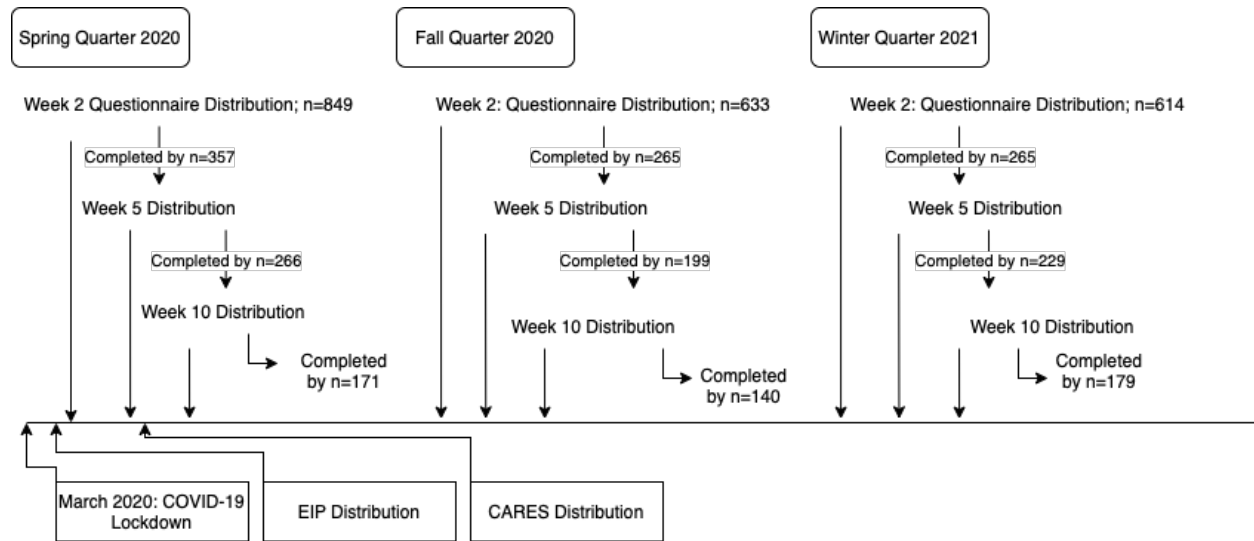 Spring Quarter 2020
Fall Quarter 2020
Winter Quarter 2021
Week 2 Questionnaire Distribution; n=849
Week 2: Questionnaire Distribution; n=633
Week 2: Questionnaire Distribution; n=614
Completed by n=357
Completed by n=265
Completed by n=265
Week 5 Distribution
Week 5 Distribution
Week 5 Distribution
Completed by n=266
Completed by n=199
Completed by n=229
Week 10 Distribution
Week 10 Distribution
Week 10 Distribution
Completed
by n=171
Completed
by n=140
Completed
by n=179
March 2020: COVID-19
Lockdown
EIP Distribution
CARES Distribution